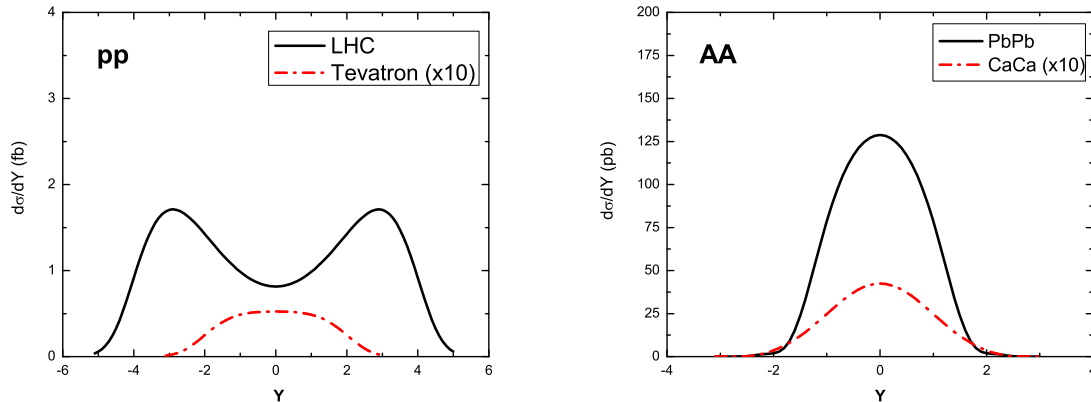 pp
LHC
Tevatron (x10)
dσ/dY (fb)
4
3
2
1
0
-6 -4 -2 0 2 4 6
Y
AA
PbPb
CaCa (x10)
dσ/dY (pb)
200
175
150
125
100
75
50
25
0
-4 -2 0 2 4
Y